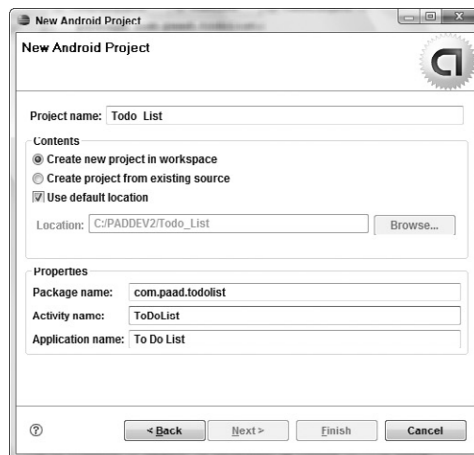 New Android Project
New Android Project
Project name: Todo List
Contents
Create new project in workspace
Create project from existing source
Use default location
Location: C:/PADDEV2/Todo_List Browse...
Properties
Package name: com.paad.todolist
Activity name: ToDoList
Application name: To Do List
? < Back Next > Finish Cancel